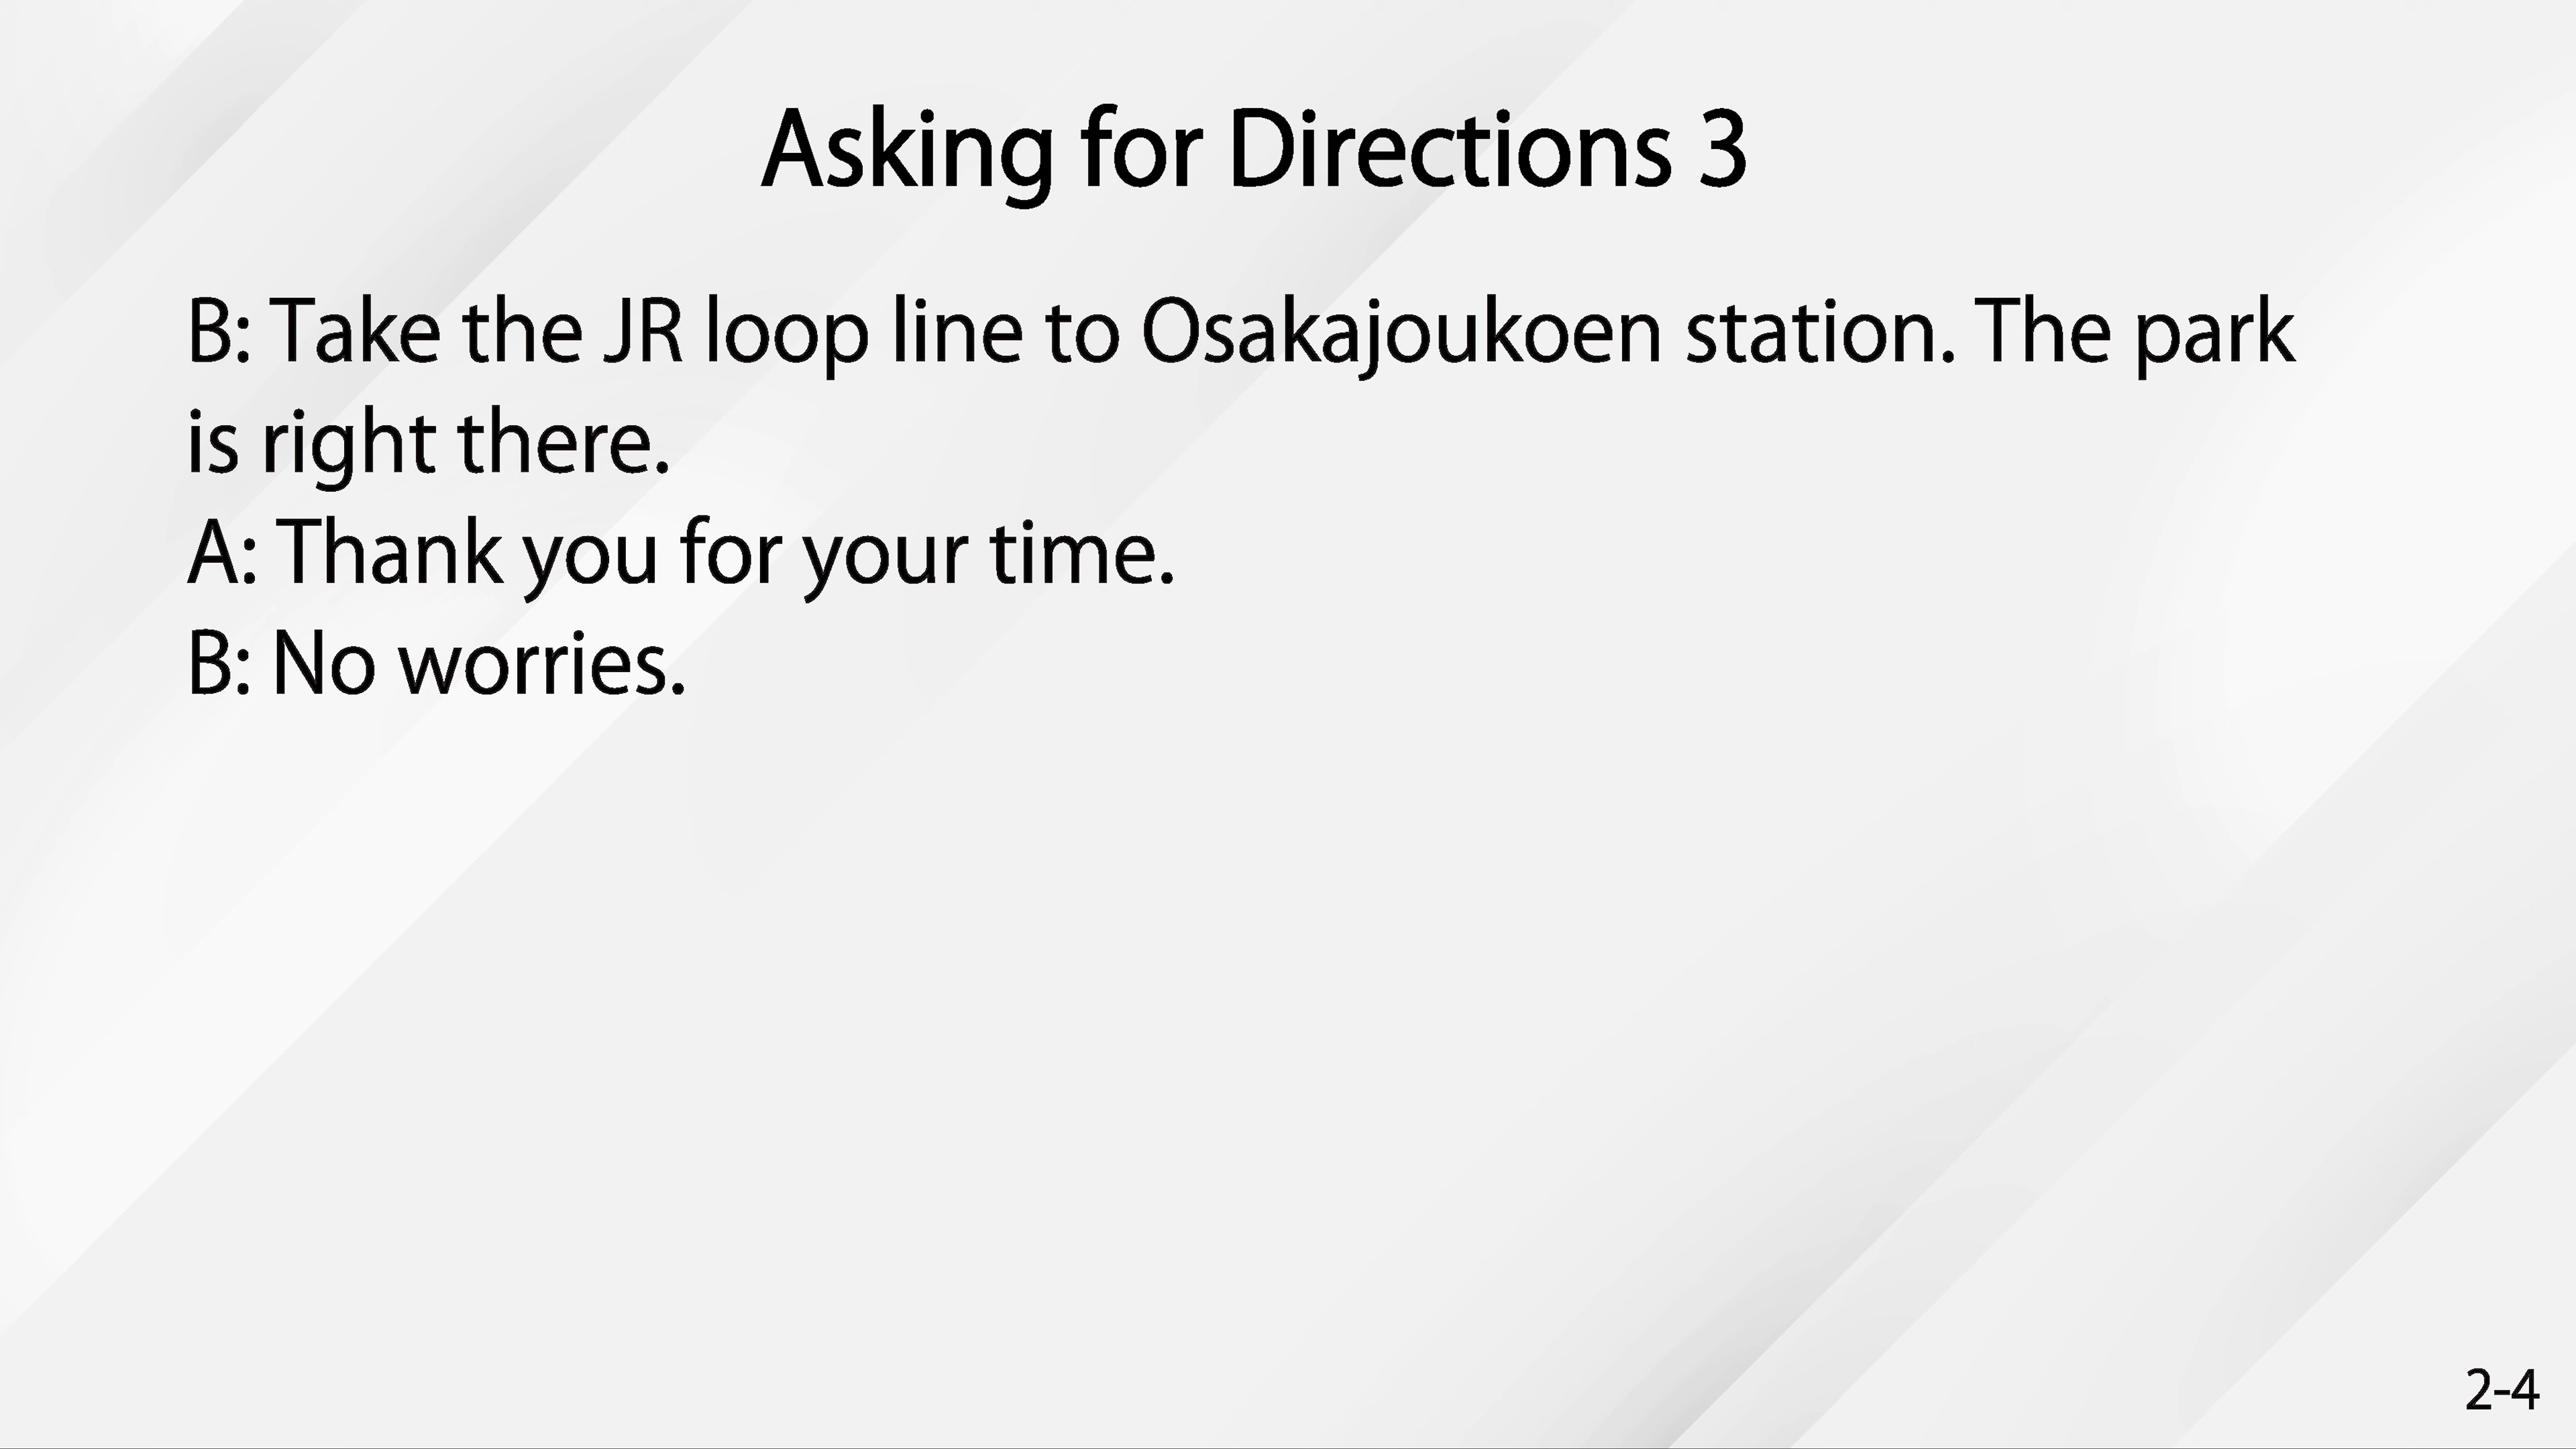 Asking for Directions 3
B: Take the JR loop line to Osakajoukoen station. The park
is right there.
A: Thank you for your time.
B: No worries.
2-4